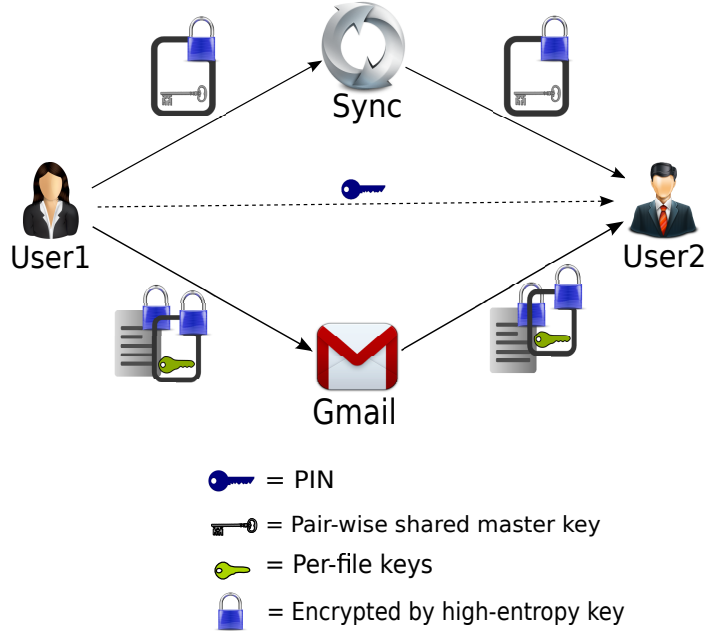 Sync
User1
User2
Gmail
= PIN
= Pair-wise shared master key
= Per-file keys
= Encrypted by high-entropy key